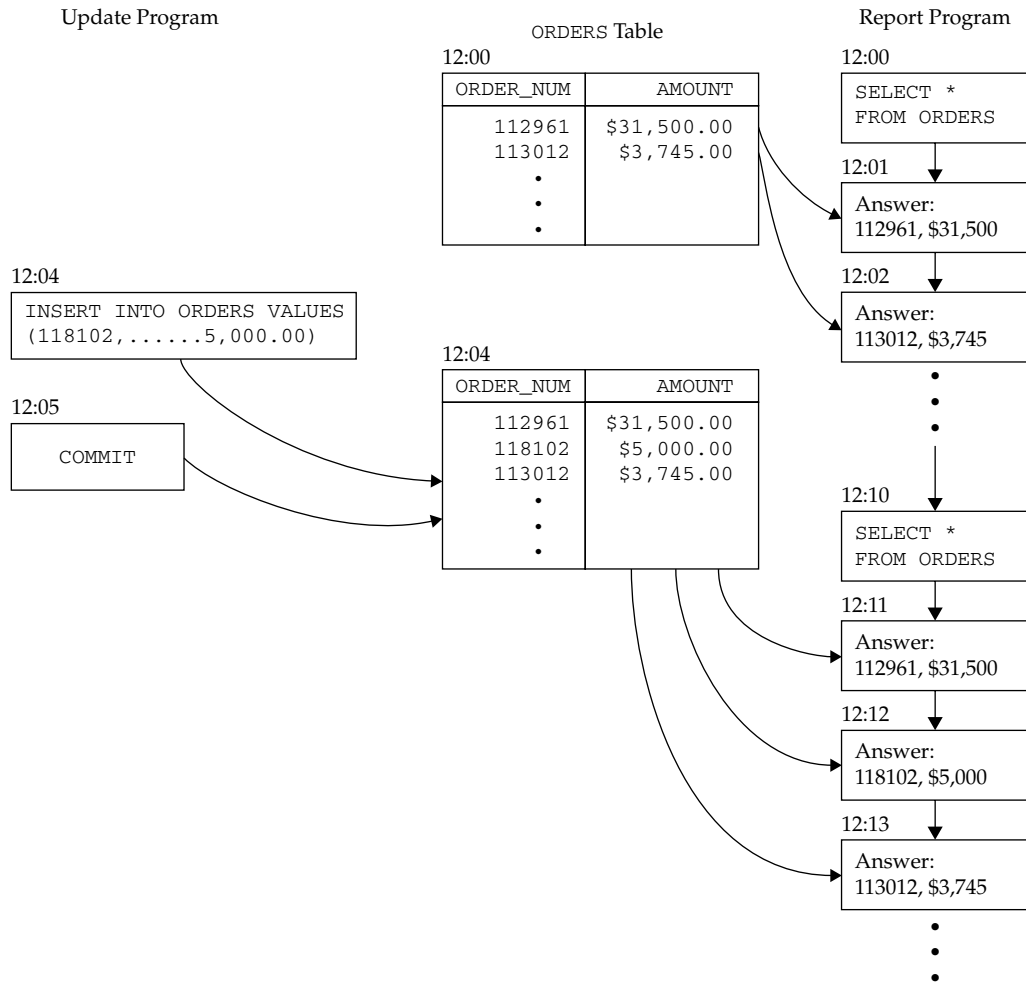 Update Program
ORDERS Table
Report Program
12:00
ORDER_NUM AMOUNT
112961 $31,500.00
113012 $3,745.00
12:00
SELECT *
FROM ORDERS
12:01
Answer:
112961, $31,500
12:02
Answer:
113012, $3,745
12:04
INSERT INTO ORDERS VALUES
(118102,......5,000.00)
12:05
COMMIT
12:04
ORDER_NUM AMOUNT
112961 $31,500.00
118102 $5,000.00
113012 $3,745.00
12:10
SELECT *
FROM ORDERS
12:11
Answer:
112961, $31,500
12:12
Answer:
118102, $5,000
12:13
Answer:
113012, $3,745